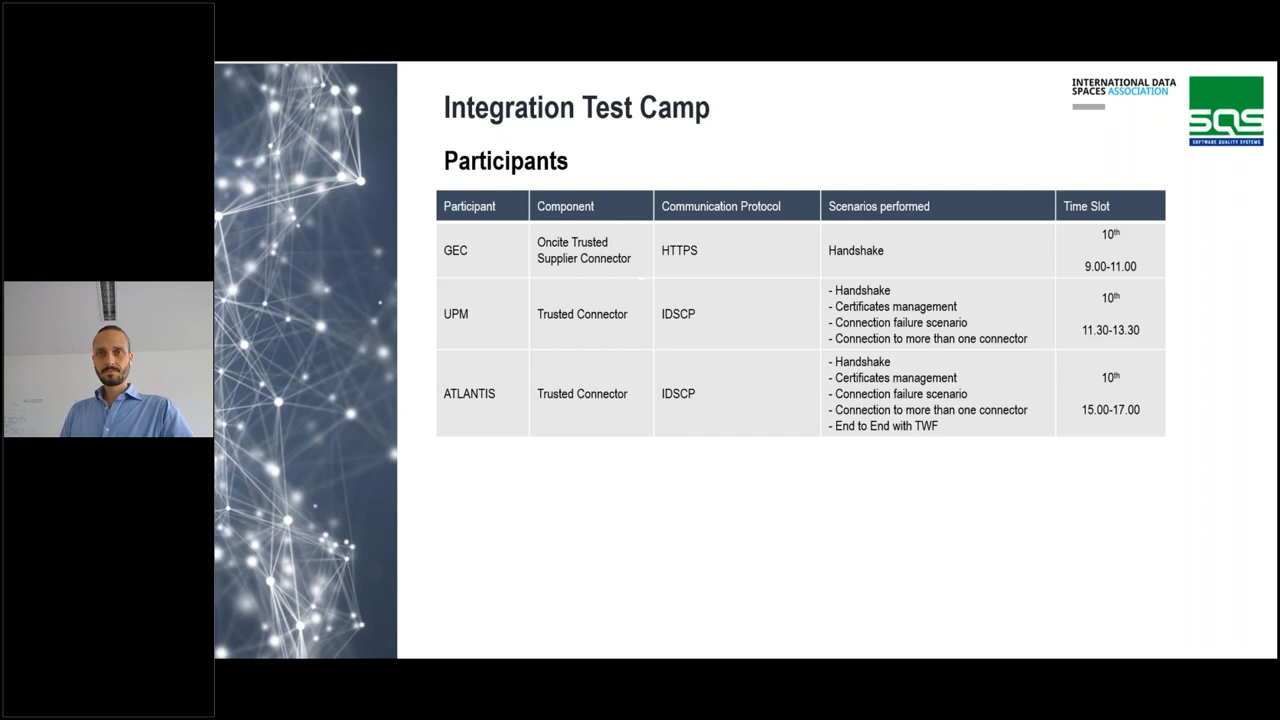 Integration Test Camp
INTERNATIONAL DATA
SPACES ASSOCIATION
SQS
SOFTWARE QUALITY SYSTEMS
Participants
Participant
Component
Communication Protocol
Scenarios performed
Time Slot
GEC
Oncite Trusted
Supplier Connector
HTTPS
Handshake
10th
9.00-11.00
UPM
Trusted Connector
IDSCP
- Handshake
- Certificates management
- Connection failure scenario
- Connection to more than one connector
10th
11.30-13.30
ATLANTIS
Trusted Connector
IDSCP
- Handshake
- Certificates management
- Connection failure scenario
- Connection to more than one connector
- End to End with TWF
10th
15.00-17.00